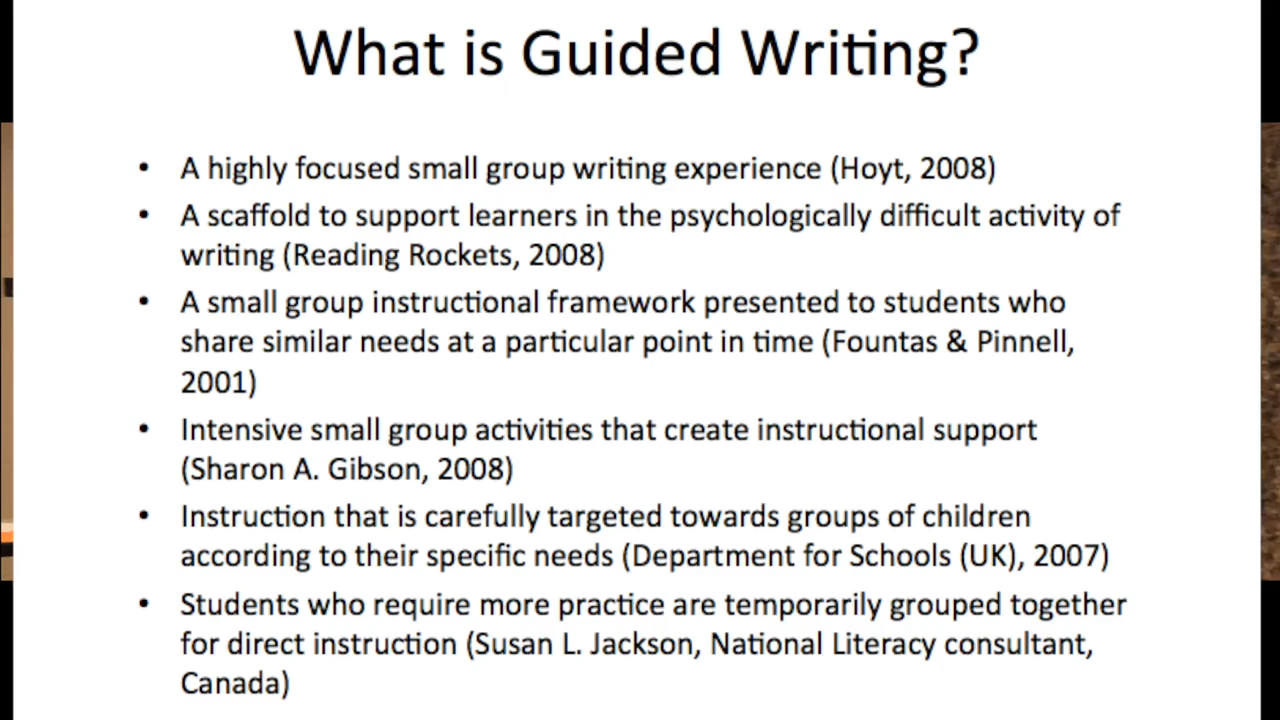 What is Guided Writing?
• A highly focused small group writing experience (Hoyt, 2008)
• A scaffold to support learners in the psychologically difficult activity of
writing (Reading Rockets, 2008)
• A small group instructional framework presented to students who
share similar needs at a particular point in time (Fountas & Pinnell,
2001)
• Intensive small group activities that create instructional support
(Sharon A. Gibson, 2008)
• Instruction that is carefully targeted towards groups of children
according to their specific needs (Department for Schools (UK), 2007)
• Students who require more practice are temporarily grouped together
for direct instruction (Susan L. Jackson, National Literacy consultant,
Canada)